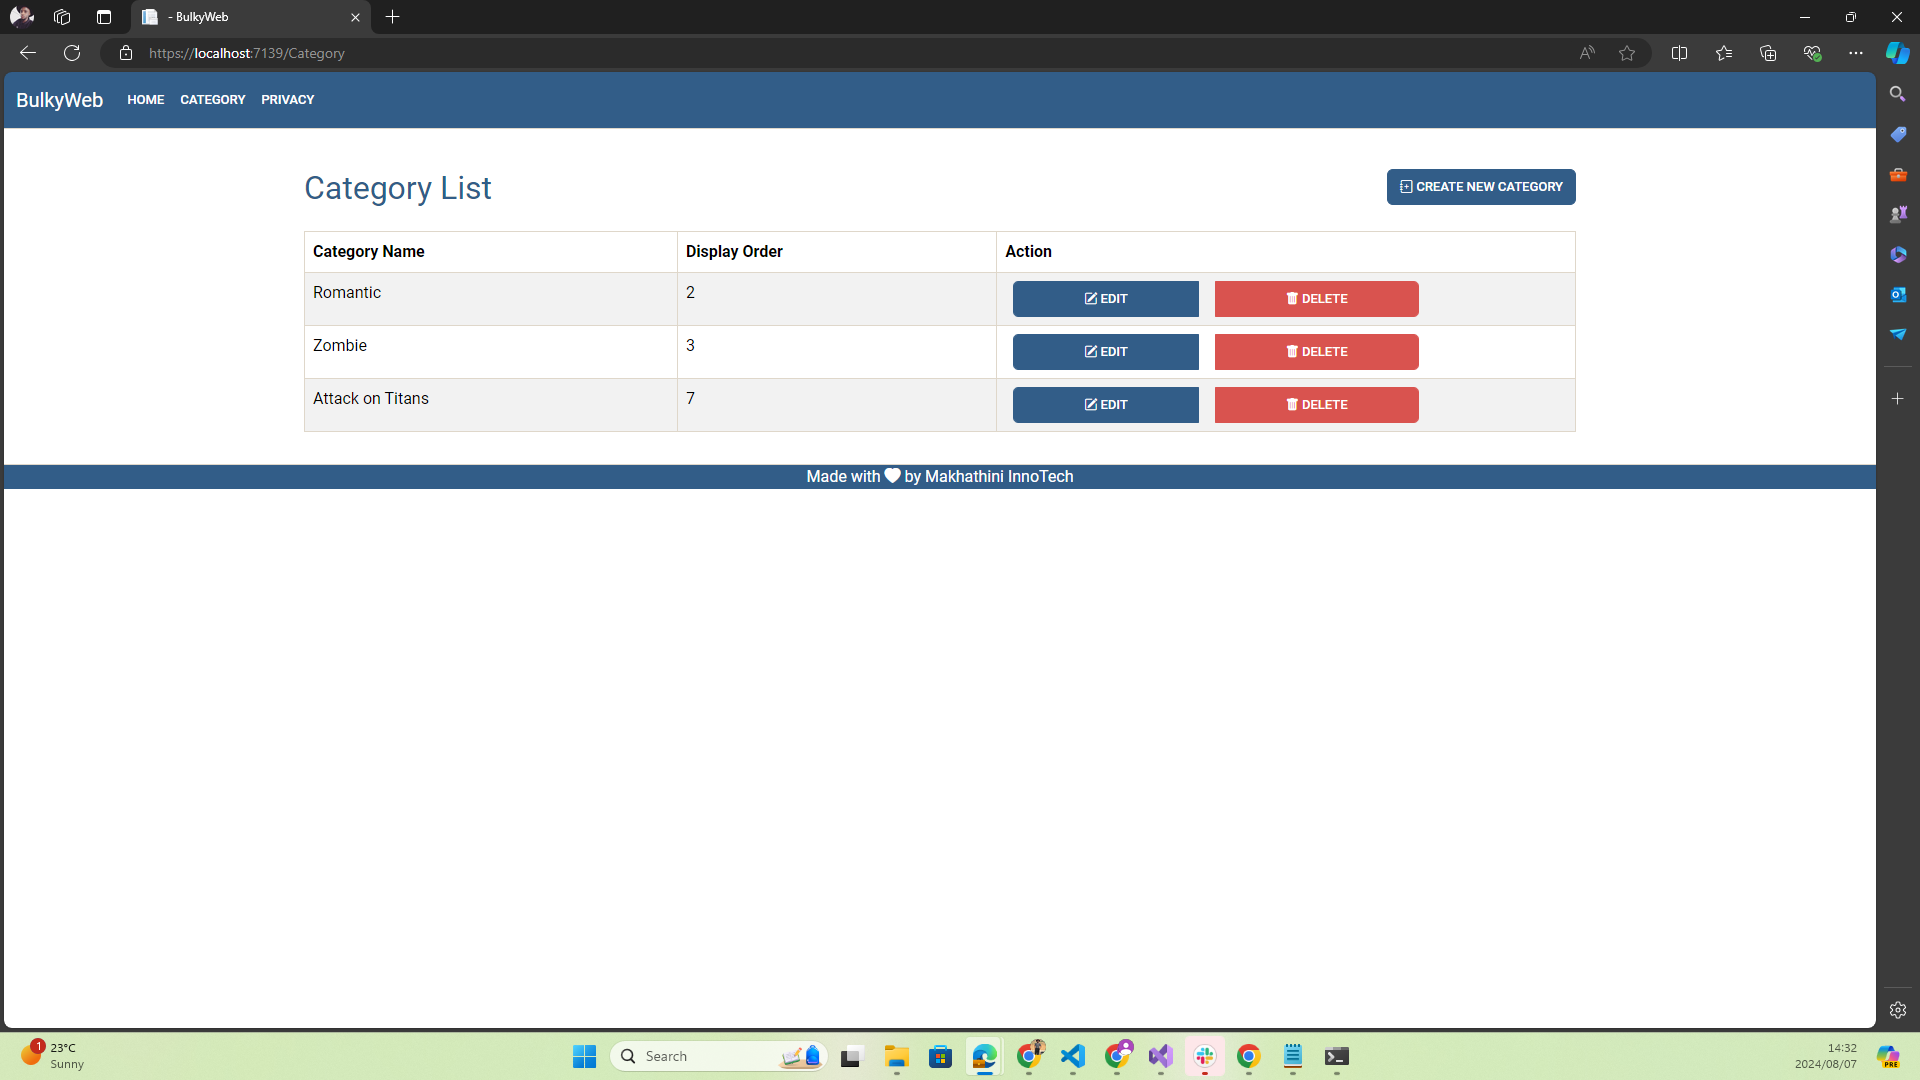 - BulkyWeb
https://localhost:7139/Category
BulkyWeb HOME CATEGORY PRIVACY
Category List
CREATE NEW CATEGORY
Category Name Display Order Action
Romantic 2 EDIT DELETE
Zombie 3 EDIT DELETE
Attack on Titans 7 EDIT DELETE
Made with by Makhathini InnoTech
1
23°C
Sunny
Search
14:32
2024/08/07
PRE